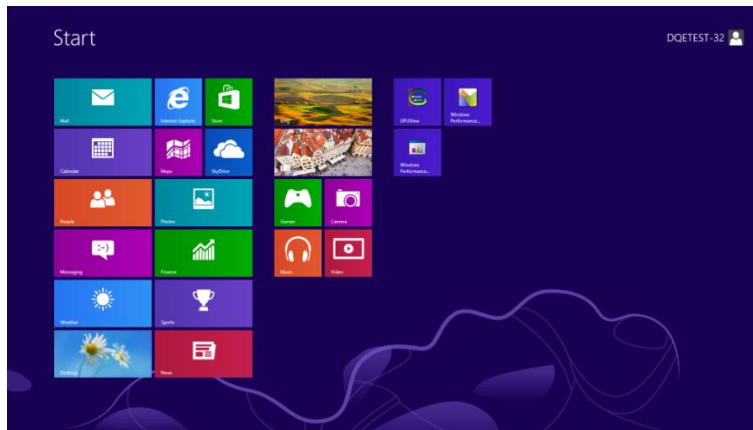 Start
DQETEST-32
Mail
Internet Explorer
Store
GPUView
Windows Performance...
Calendar
Maps
SkyDrive
Windows Performance...
People
Photos
Games
Camera
Messaging
Finance
Music
Video
Weather
Sports
Desktop
News